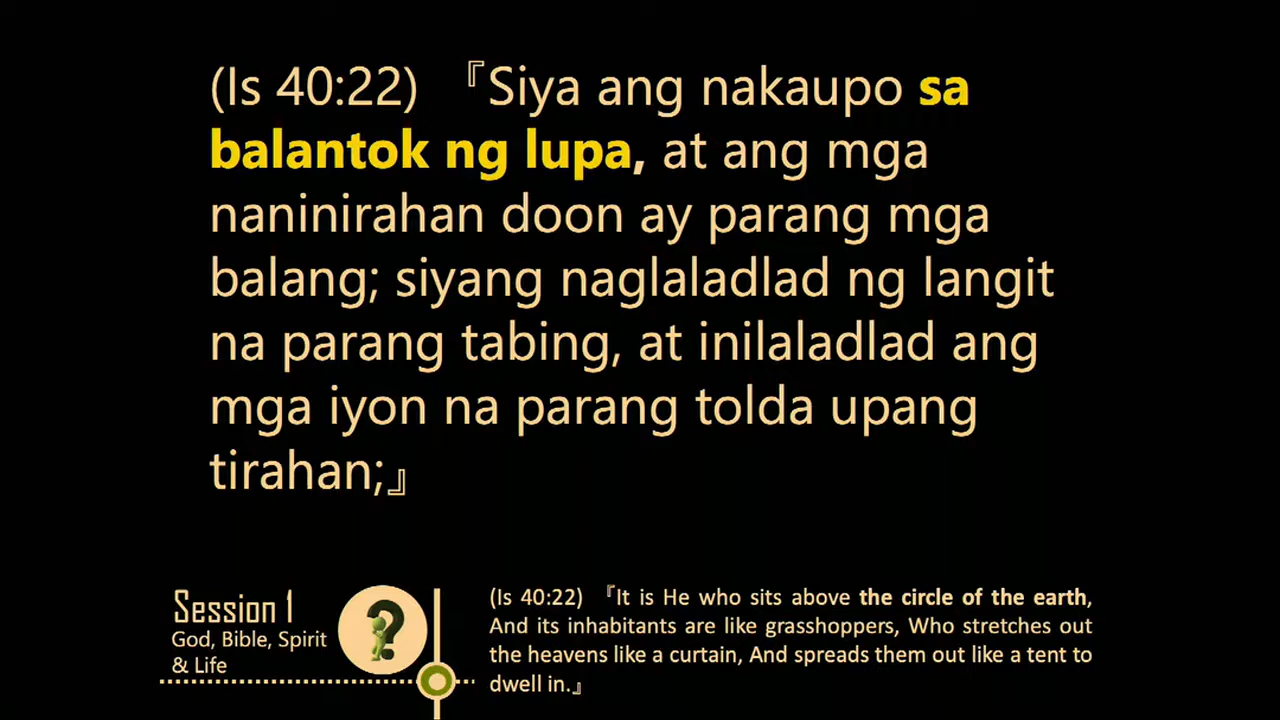 (Is 40:22) 『Siya ang nakaupo sa
balantok ng lupa, at ang mga
naninirahan doon ay parang mga
balang; siyang naglaladlad ng langit
na parang tabing, at inilaladlad ang
mga iyon na parang tolda upang
tirahan;』
Session 1
God, Bible, Spirit
& Life
(Is 40:22) 『It is He who sits above the circle of the earth,
And its inhabitants are like grasshoppers, Who stretches out
the heavens like a curtain, And spreads them out like a tent to
dwell in.』